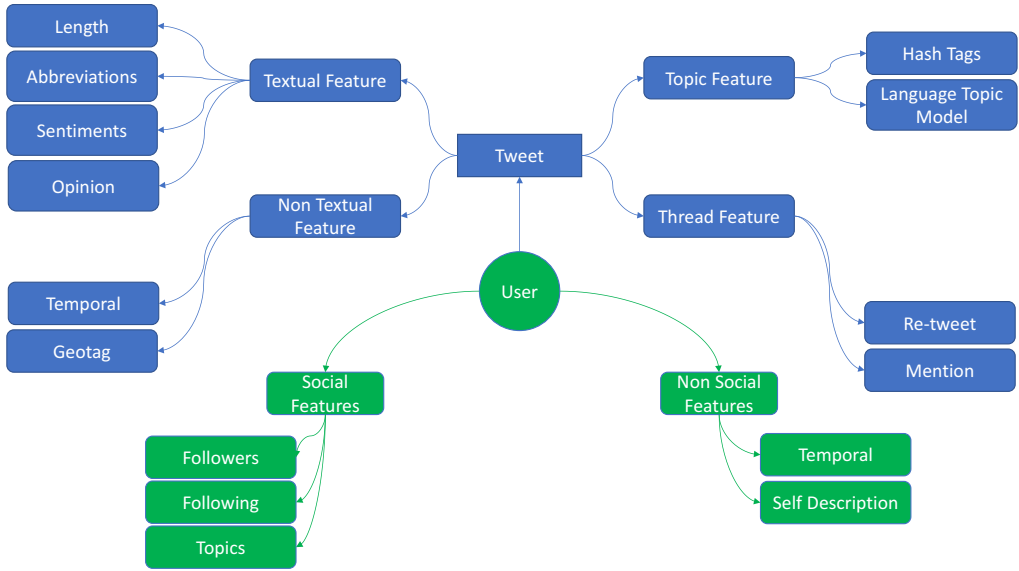 Length
Abbreviations
Sentiments
Opinion
Textual Feature
Non Textual
Feature
Temporal
Geotag
Tweet
Topic Feature
Hash Tags
Language Topic
Model
Thread Feature
Re-tweet
Mention
User
Social
Features
Followers
Following
Topics
Non Social
Features
Temporal
Self Description